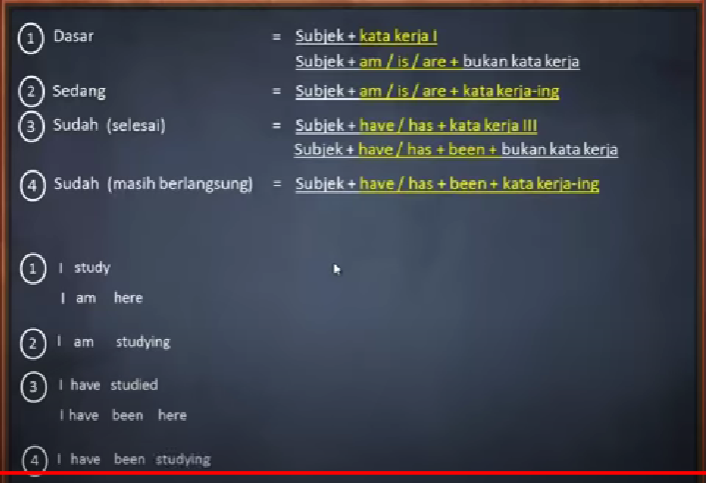 1 Dasar = Subjek + kata kerja I
Subjek + am / is / are + bukan kata kerja
2 Sedang = Subjek + am / is / are + kata kerja-ing
3 Sudah (selesai) = Subjek + have / has + kata kerja III
Subjek + have / has + been + bukan kata kerja
4 Sudah (masih berlangsung) = Subjek + have / has + been + kata kerja-ing
1 I study
I am here
2 I am studying
3 I have studied
I have been here
4 I have been studying